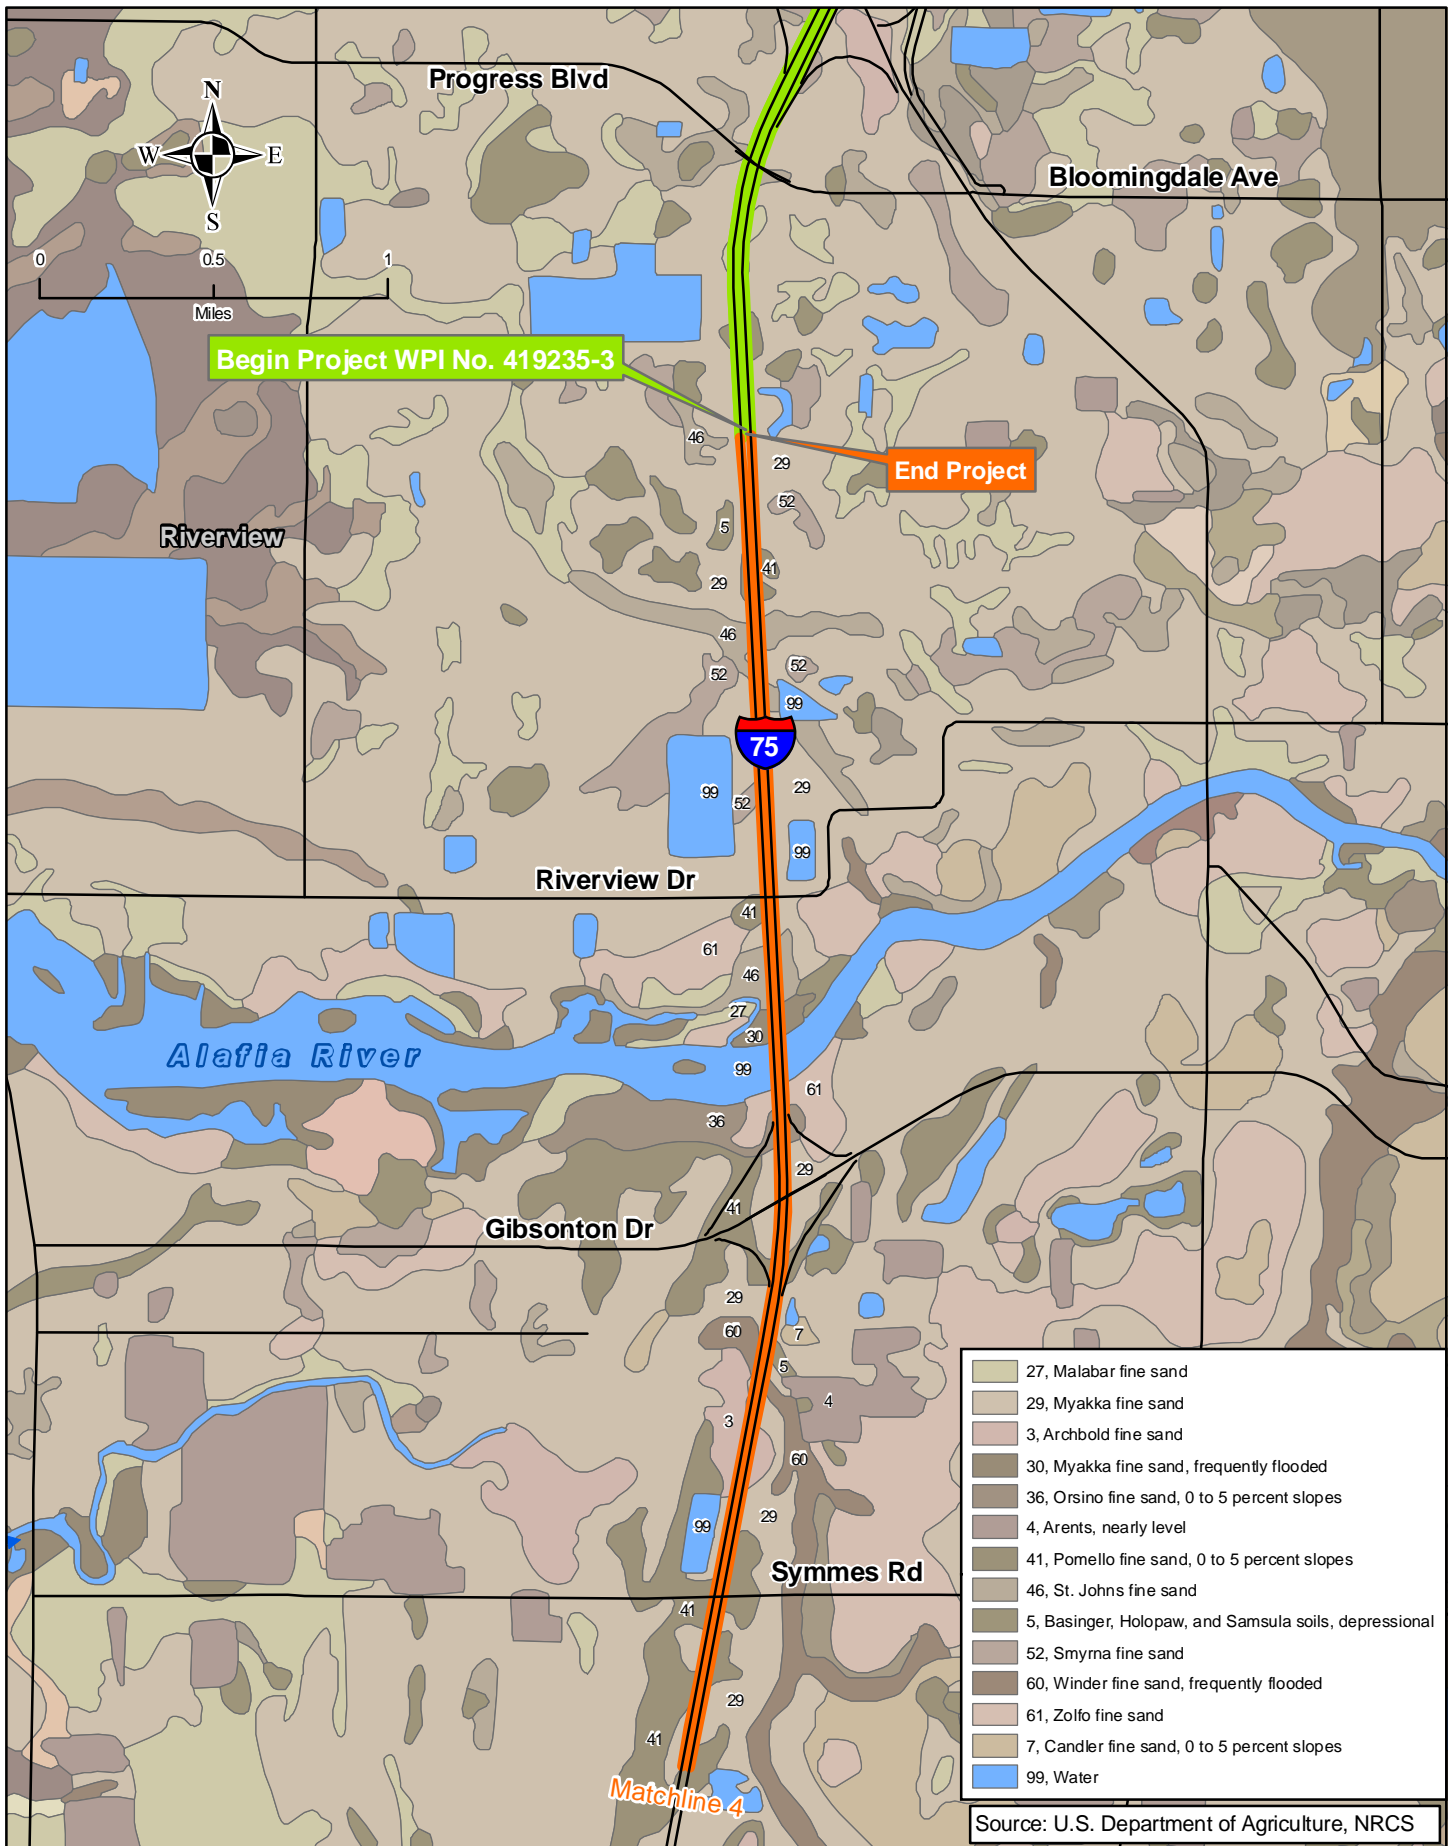 Progress Blvd
N
W
E
S
Bloomingdale Ave
0
0.5
1
Miles
Begin Project WPI No. 419235-3
46
29
End Project
52
5
Riverview
41
29
46
52
52
99
75
99
52
29
99
Riverview Dr
41
61
46
27
30
Alafia River
99
61
36
29
41
Gibsonton Dr
29
60
7
5
4
3
60
99
29
Symmes Rd
41
29
41
Matchline 4
27, Malabar fine sand
29, Myakka fine sand
3, Archbold fine sand
30, Myakka fine sand, frequently flooded
36, Orsino fine sand, 0 to 5 percent slopes
4, Arents, nearly level
41, Pomello fine sand, 0 to 5 percent slopes
46, St. Johns fine sand
5, Basinger, Holopaw, and Samsula soils, depressional
52, Smyrna fine sand
60, Winder fine sand, frequently flooded
61, Zolfo fine sand
7, Candler fine sand, 0 to 5 percent slopes
99, Water
Source: U.S. Department of Agriculture, NRCS